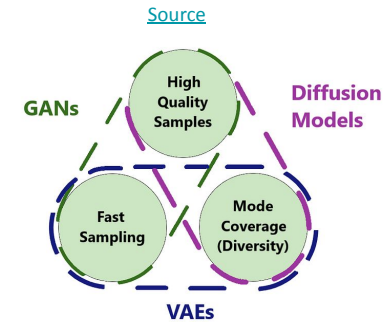 Source
High
Quality
Samples
GANs
Diffusion
Models
Fast
Sampling
Mode
Coverage
(Diversity)
VAEs